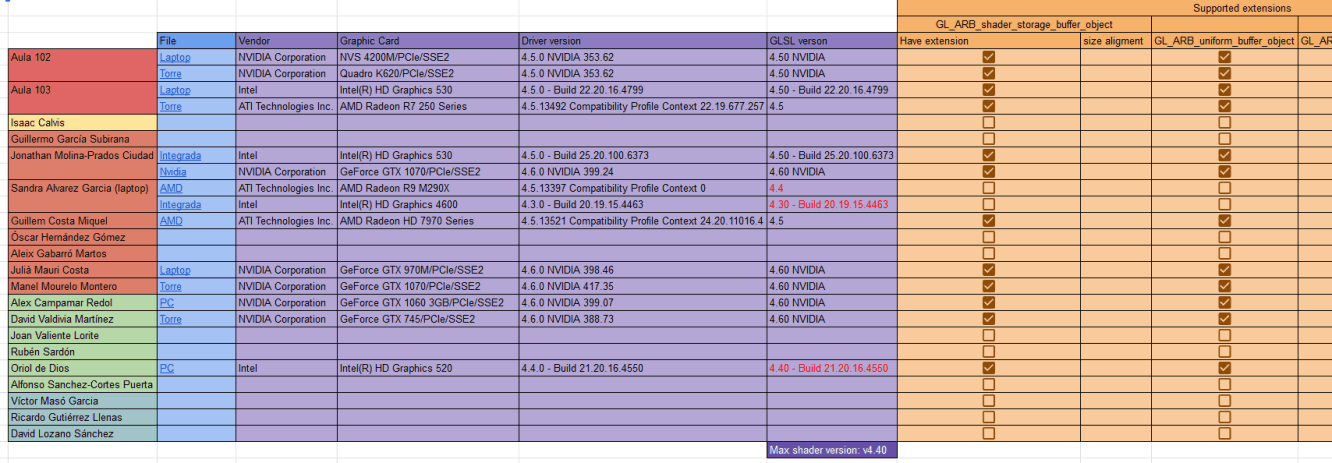 Supported extensions
GL_ARB_shader_storage_buffer_object
File Vendor Graphic Card Driver version GLSL verson Have extension size aligment GL_ARB_uniform_buffer_object GL_AR
Aula 102 Laptop NVIDIA Corporation NVS 4200M/PCIe/SSE2 4.5.0 NVIDIA 353.62 4.50 NVIDIA
Torre NVIDIA Corporation Quadro K620/PCIe/SSE2 4.5.0 NVIDIA 353.62 4.50 NVIDIA
Aula 103 Laptop Intel Intel(R) HD Graphics 530 4.5.0 - Build 22.20.16.4799 4.50 - Build 22.20.16.4799
Torre ATI Technologies Inc. AMD Radeon R7 250 Series 4.5.13492 Compatibility Profile Context 22.19.677.257 4.5
Isaac Calvis
Guillermo García Subirana
Jonathan Molina-Prados Ciudad Integrada Intel Intel(R) HD Graphics 530 4.5.0 - Build 25.20.100.6373 4.50 - Build 25.20.100.6373
Nvidia NVIDIA Corporation GeForce GTX 1070/PCIe/SSE2 4.6.0 NVIDIA 399.24 4.60 NVIDIA
Sandra Alvarez Garcia (laptop) AMD ATI Technologies Inc. AMD Radeon R9 M290X 4.5.13397 Compatibility Profile Context 0 4.4
Integrada Intel Intel(R) HD Graphics 4600 4.3.0 - Build 20.19.15.4463 4.30 - Build 20.19.15.4463
Guillem Costa Miquel AMD ATI Technologies Inc. AMD Radeon HD 7970 Series 4.5.13521 Compatibility Profile Context 24.20.11016.4 4.5
Óscar Hernández Gómez
Aleix Gabarró Martos
Juliá Mauri Costa Laptop NVIDIA Corporation GeForce GTX 970M/PCIe/SSE2 4.6.0 NVIDIA 398.46 4.60 NVIDIA
Manel Mourelo Montero Torre NVIDIA Corporation GeForce GTX 1070/PCIe/SSE2 4.6.0 NVIDIA 417.35 4.60 NVIDIA
Alex Campamar Redol PC NVIDIA Corporation GeForce GTX 1060 3GB/PCIe/SSE2 4.6.0 NVIDIA 399.07 4.60 NVIDIA
David Valdivia Martínez Torre NVIDIA Corporation GeForce GTX 745/PCIe/SSE2 4.6.0 NVIDIA 388.73 4.60 NVIDIA
Joan Valiente Lorite
Rubén Sardón
Oriol de Dios PC Intel Intel(R) HD Graphics 520 4.4.0 - Build 21.20.16.4550 4.40 - Build 21.20.16.4550
Alfonso Sanchez-Cortes Puerta
Víctor Masó Garcia
Ricardo Gutiérrez Llenas
David Lozano Sánchez
Max shader version: v4.40